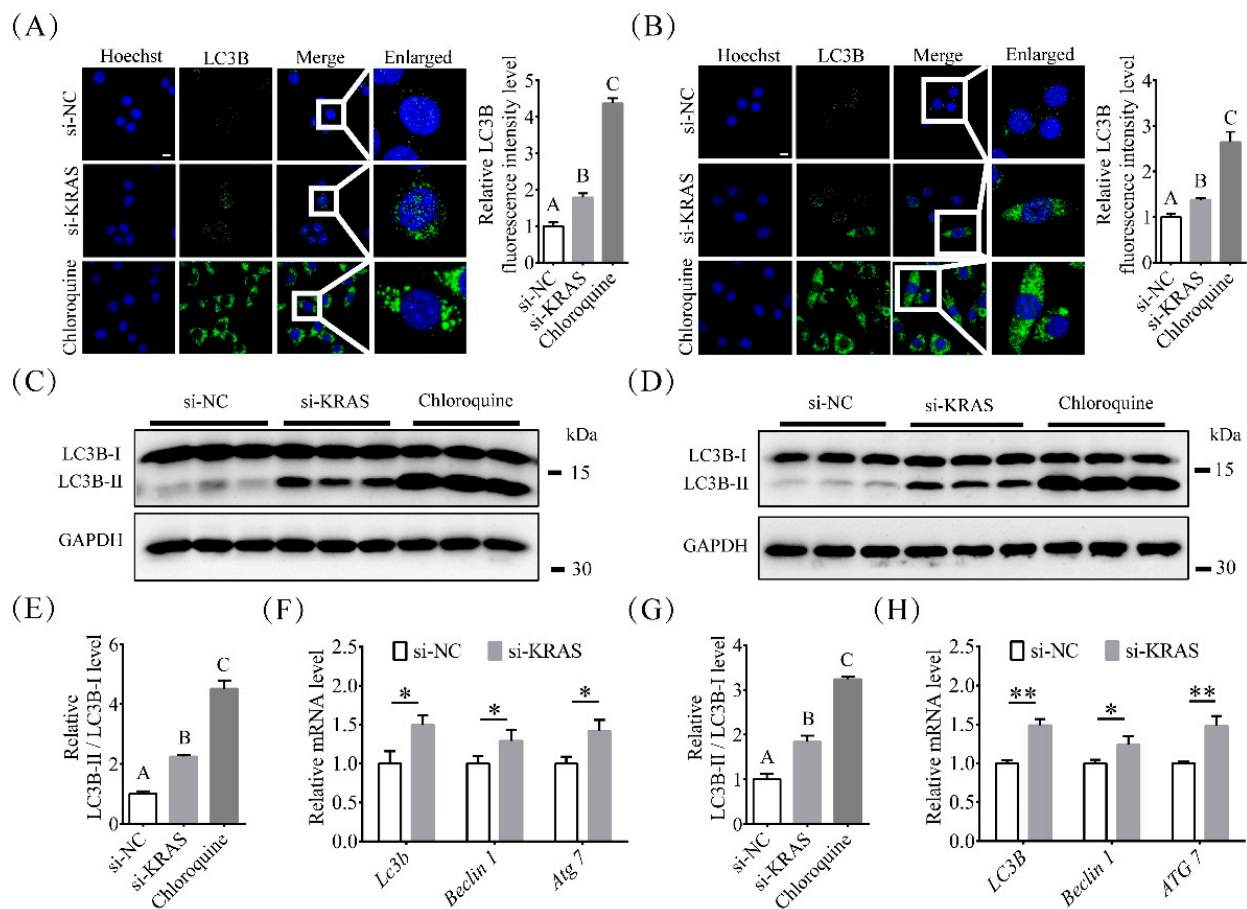 (A)
Hoechst LC3B Merge Enlarged
si-NC
si-KRAS
Chloroquine
Relative LC3B
fluorescence intensity level
5
4
3
2
1
0
A
B
C
si-NC
si-KRAS
Chloroquine
(B)
Hoechst LC3B Merge Enlarged
si-NC
si-KRAS
Chloroquine
Relative LC3B
fluorescence intensity level
4
3
2
1
0
A
B
C
si-NC
si-KRAS
Chloroquine
(C)
si-NC si-KRAS Chloroquine
kDa
LC3B-I
15
LC3B-II
GAPDH
30
(D)
si-NC si-KRAS Chloroquine
kDa
LC3B-I
15
LC3B-II
GAPDH
30
(E)
Relative
LC3B-II / LC3B-I level
6
4
2
0
A
B
C
si-NC
si-KRAS
Chloroquine
(F)
si-NC si-KRAS
Relative mRNA level
2.5
2.0
1.5
1.0
0.5
0.0
* * *
Lc3b
Beclin 1
Atg 7
(G)
Relative
LC3B-II / LC3B-I level
4
3
2
1
0
A
B
C
si-NC
si-KRAS
Chloroquine
(H)
si-NC si-KRAS
Relative mRNA level
2.5
2.0
1.5
1.0
0.5
0.0
** * **
LC3B
Beclin 1
ATG 7